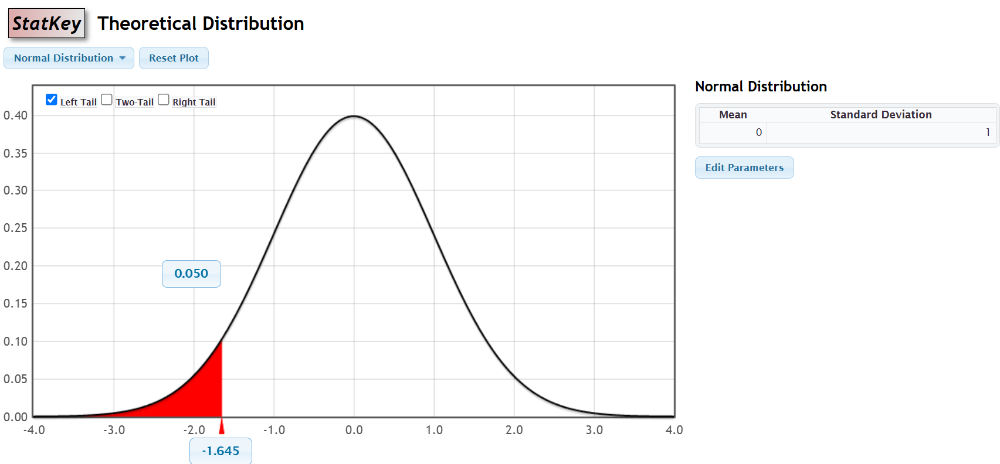 StatKey Theoretical Distribution
Normal Distribution Reset Plot
Left Tail Two-Tail Right Tail
0.40
0.35
0.30
0.25
0.20
0.15
0.10
0.05
0.00
0.050
-4.0 -3.0 -2.0 -1.0 0.0 1.0 2.0 3.0 4.0
-1.645
Normal Distribution
Mean Standard Deviation
0 1
Edit Parameters